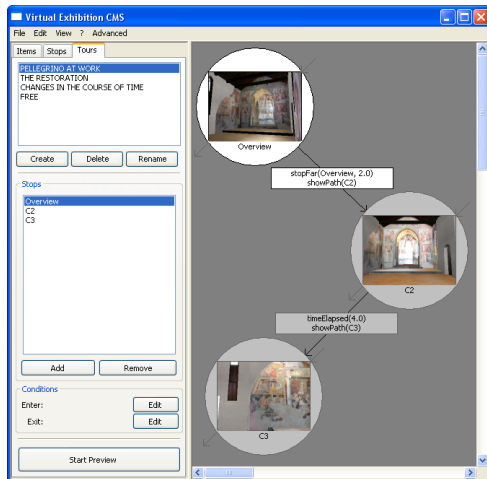 Virtual Exhibition CMS
File Edit View ? Advanced
Items Stops Tours
PELLEGRINO AT WORK
THE RESTORATION
CHANGES IN THE COURSE OF TIME
FREE
Create Delete Rename
Stops
Overview
C2
C3
Add Remove
Conditions
Enter: Edit
Exit: Edit
Start Preview
Overview
stopFar(Overview, 2.0)
showPath(C2)
C2
timeElapsed(4.0)
showPath(C3)
C3